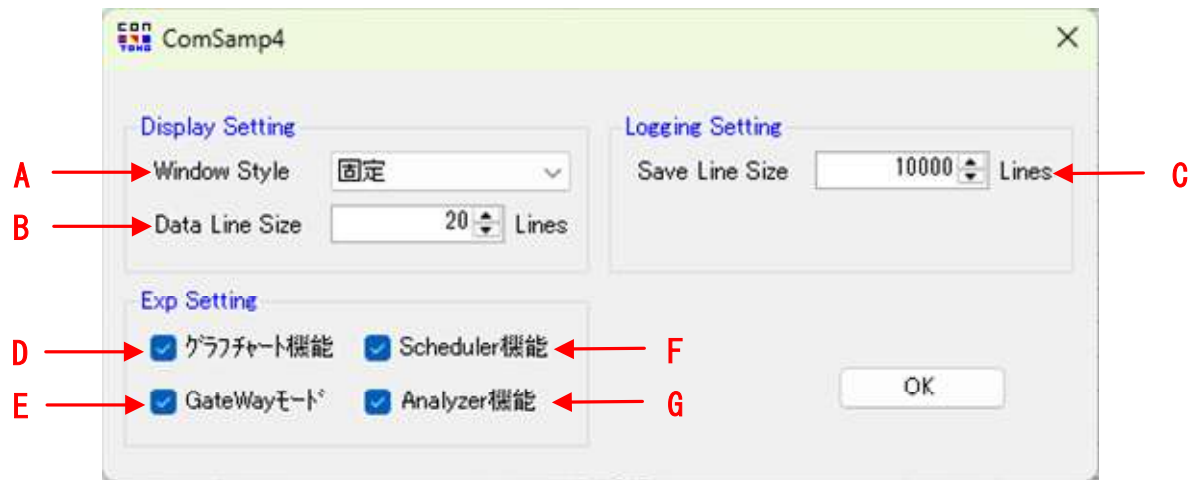 CON
TONG
ComSamp4
Display Setting
A Window Style 固定
B Data Line Size 20 Lines
Logging Setting
Save Line Size 10000 Lines C
Exp Setting
D グラフチャート機能 Scheduler機能 F
E GateWayモード Analyzer機能 G
OK